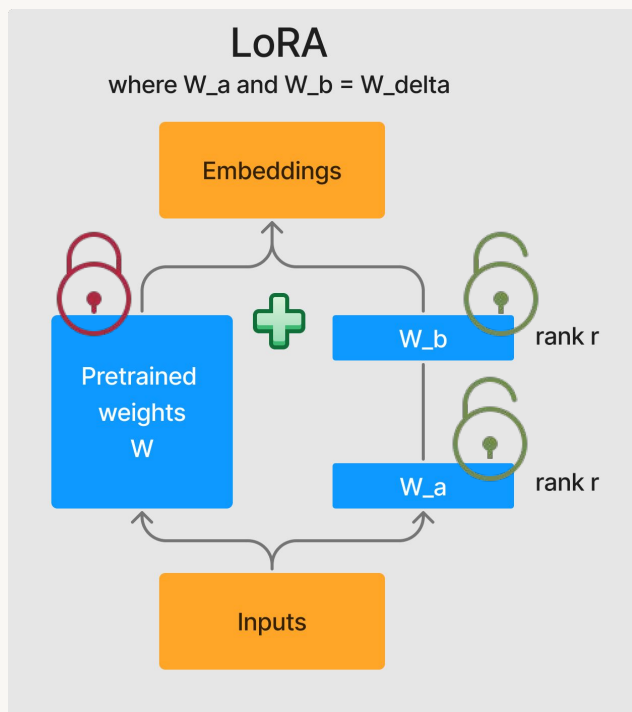 LoRA
where W_a and W_b = W_delta
Embeddings
Pretrained
weights
W
W_b
rank r
W_a
rank r
Inputs